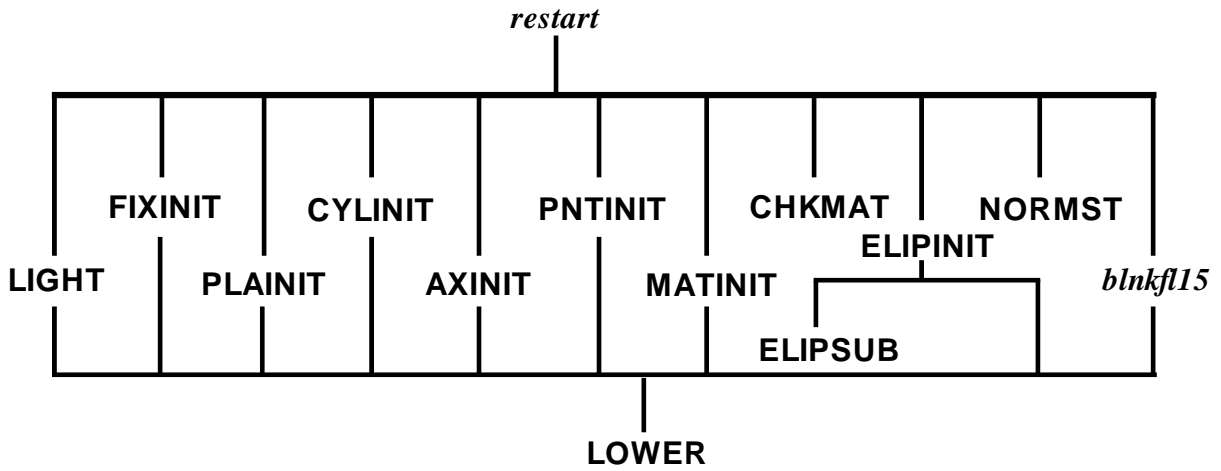 restart
FIXINIT
CYLINIT
PNTINIT
CHKMAT
NORMST
ELIPINIT
LIGHT
PLAINIT
AXINIT
MATINIT
blnkfl15
ELIPSUB
LOWER